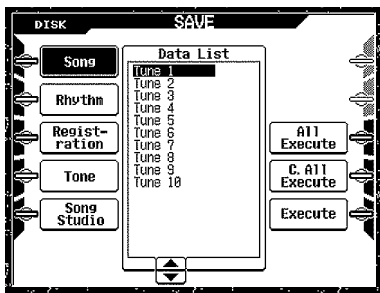 DISK
SAVE
Song
Rhythm
Regist-
ration
Tone
Song
Studio
Data List
Tune 1
Tune 2
Tune 3
Tune 4
Tune 5
Tune 6
Tune 7
Tune 8
Tune 9
Tune 10
All
Execute
C. All
Execute
Execute